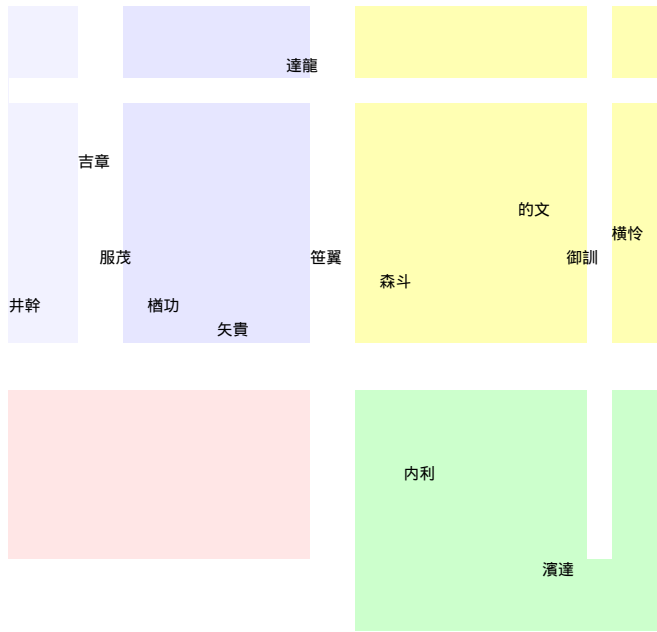 達龍
吉章
的文
横怜
服茂
笹翼
御訓
森斗
井幹
楢功
矢貴
内利
濱達